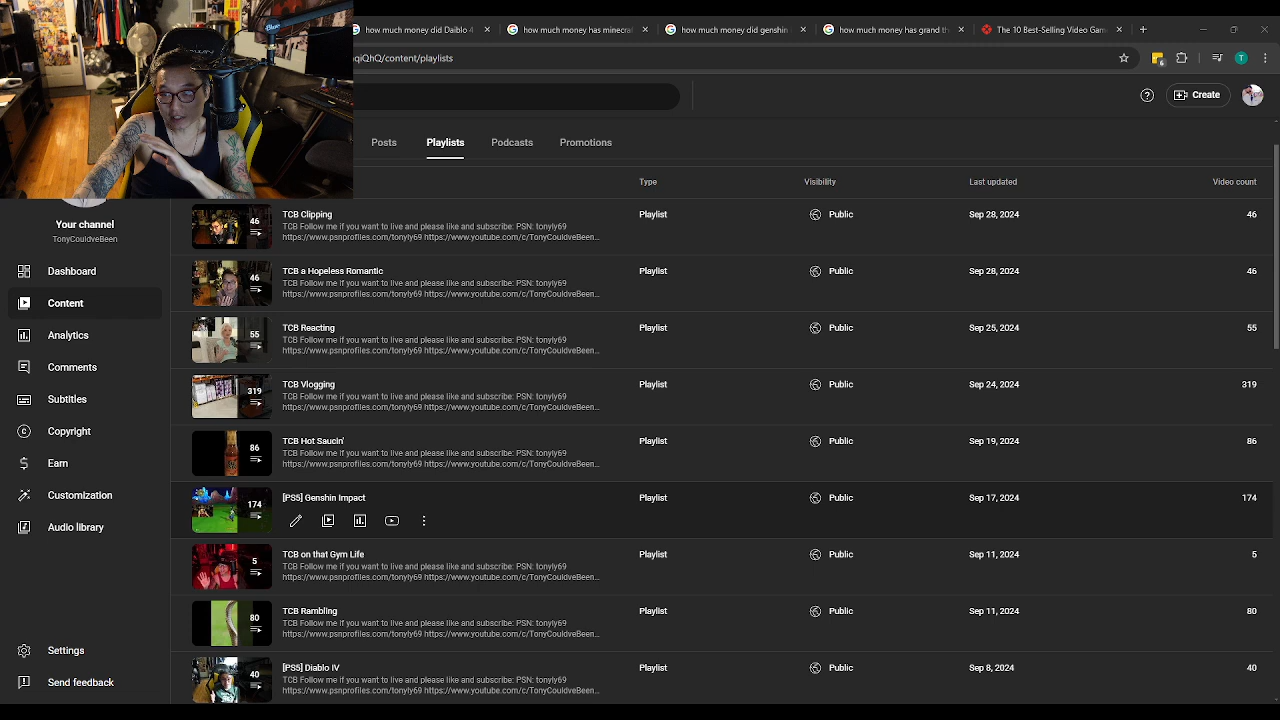 how much money did Daiblo 4
how much money has minecraf
how much money did genshin
how much money has grand th
The 10 Best-Selling Video Gam
qiQhQ/content/playlists
T
Create
Posts
Playlists
Podcasts
Promotions
Type
Visibility
Last updated
Video count
Your channel
TonyCouldveBeen
Dashboard
Content
Analytics
Comments
Subtitles
Copyright
Earn
Customization
Audio library
Settings
Send feedback
46
TCB Clipping
TCB Follow me if you want to live and please like and subscribe: PSN: tonyly69
https://www.psnprofiles.com/tonyly69 https://www.youtube.com/c/TonyCouldveBeen...
Playlist
Public
Sep 28, 2024
46
46
TCB a Hopeless Romantic
TCB Follow me if you want to live and please like and subscribe: PSN: tonyly69
https://www.psnprofiles.com/tonyly69 https://www.youtube.com/c/TonyCouldveBeen...
Playlist
Public
Sep 28, 2024
46
55
TCB Reacting
TCB Follow me if you want to live and please like and subscribe: PSN: tonyly69
https://www.psnprofiles.com/tonyly69 https://www.youtube.com/c/TonyCouldveBeen...
Playlist
Public
Sep 25, 2024
55
319
TCB Vlogging
TCB Follow me if you want to live and please like and subscribe: PSN: tonyly69
https://www.psnprofiles.com/tonyly69 https://www.youtube.com/c/TonyCouldveBeen...
Playlist
Public
Sep 24, 2024
319
86
TCB Hot Saucin'
TCB Follow me if you want to live and please like and subscribe: PSN: tonyly69
https://www.psnprofiles.com/tonyly69 https://www.youtube.com/c/TonyCouldveBeen...
Playlist
Public
Sep 19, 2024
86
174
[PS5] Genshin Impact
Playlist
Public
Sep 17, 2024
174
5
TCB on that Gym Life
TCB Follow me if you want to live and please like and subscribe: PSN: tonyly69
https://www.psnprofiles.com/tonyly69 https://www.youtube.com/c/TonyCouldveBeen...
Playlist
Public
Sep 11, 2024
5
80
TCB Rambling
TCB Follow me if you want to live and please like and subscribe: PSN: tonyly69
https://www.psnprofiles.com/tonyly69 https://www.youtube.com/c/TonyCouldveBeen...
Playlist
Public
Sep 11, 2024
80
40
[PS5] Diablo IV
TCB Follow me if you want to live and please like and subscribe: PSN: tonyly69
https://www.psnprofiles.com/tonyly69 https://www.youtube.com/c/TonyCouldveBeen...
Playlist
Public
Sep 8, 2024
40